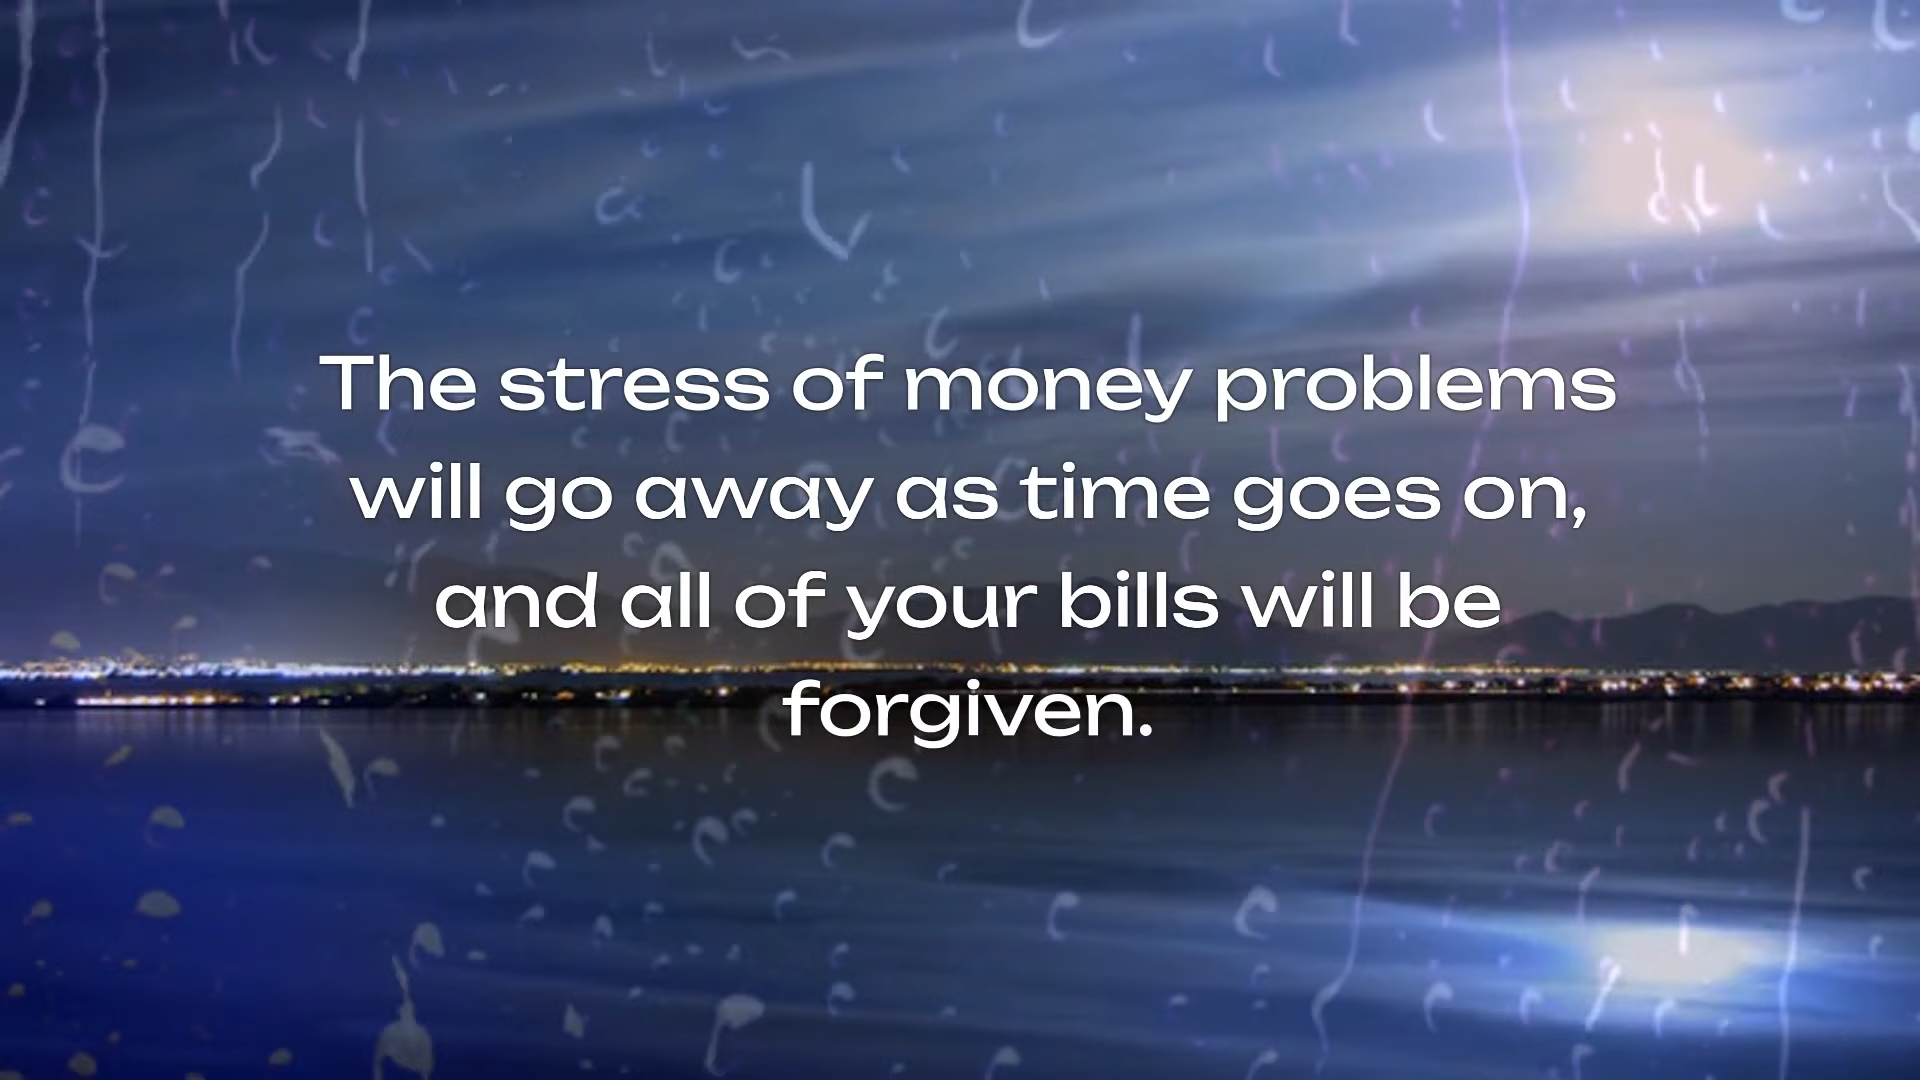 The stress of money problems
will go away as time goes on,
and all of your bills will be
forgiven.